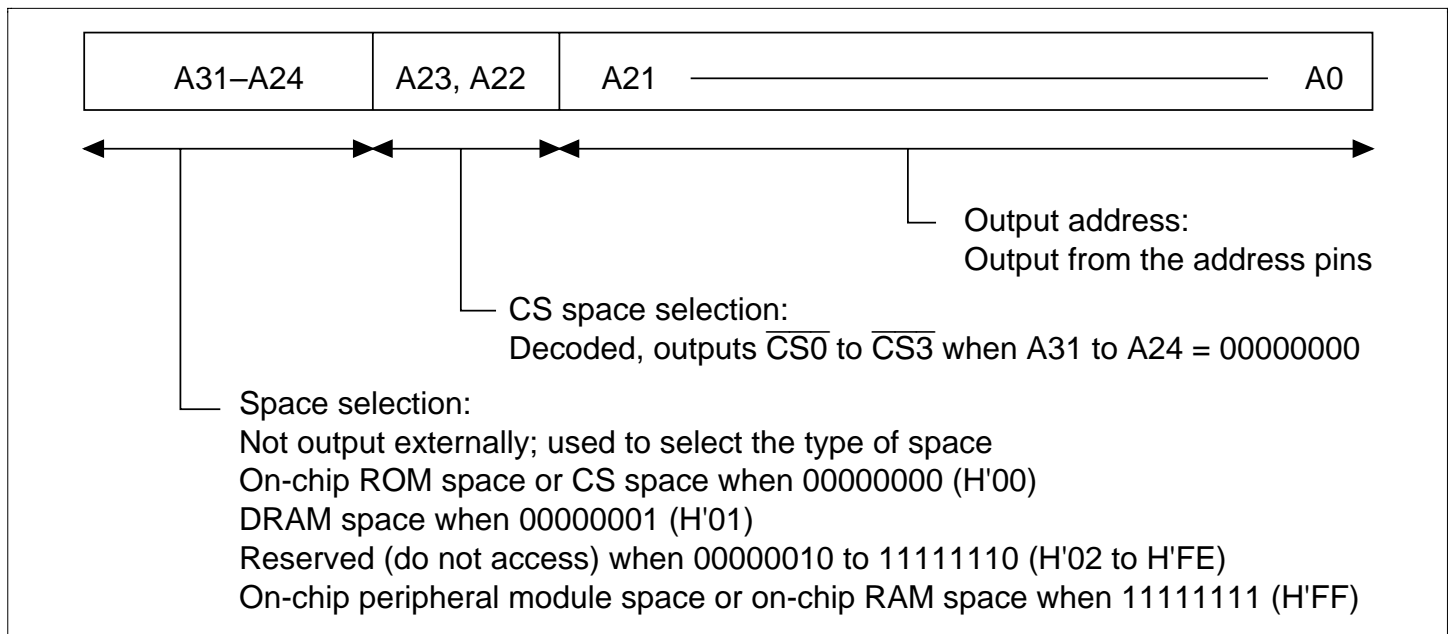 A31–A24 A23, A22 A21 A0
Output address:
Output from the address pins
CS space selection:
Decoded, outputs C̅S̅0̅ to C̅S̅3̅ when A31 to A24 = 00000000
Space selection:
Not output externally; used to select the type of space
On-chip ROM space or CS space when 00000000 (H'00)
DRAM space when 00000001 (H'01)
Reserved (do not access) when 00000010 to 11111110 (H'02 to H'FE)
On-chip peripheral module space or on-chip RAM space when 11111111 (H'FF)